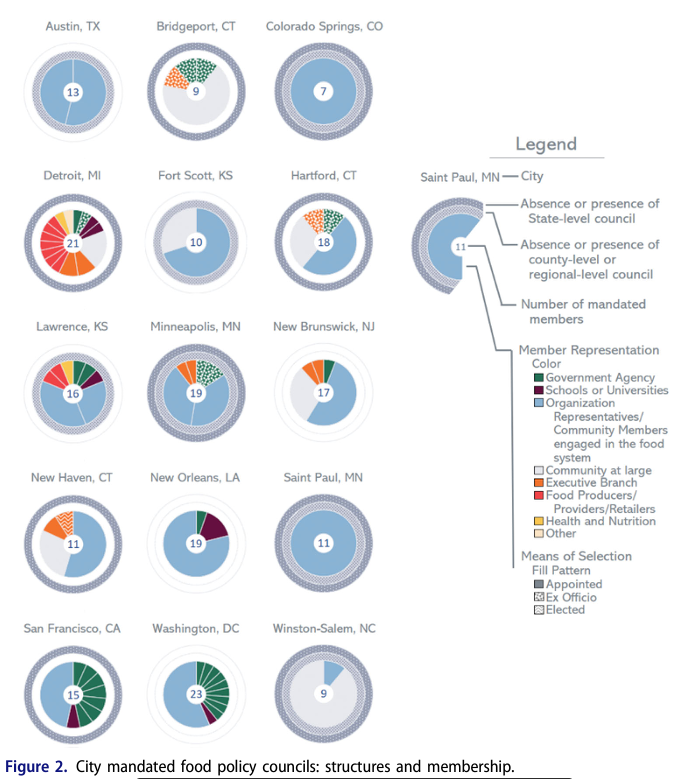 Austin, TX
Bridgeport, CT
Colorado Springs, CO
13
9
7
Legend
Detroit, MI
Fort Scott, KS
Hartford, CT
21
10
18
Saint Paul, MN
City
11
Absence or presence of
State-level council
Absence or presence of
county-level or
regional-level council
Number of mandated
members
Lawrence, KS
Minneapolis, MN
New Brunswick, NJ
16
19
17
Member Representation
Color
Government Agency
Schools or Universities
Organization
Representatives/
Community Members
engaged in the food
system
Community at large
Executive Branch
Food Producers/
Providers/Retailers
Health and Nutrition
Other
Means of Selection
Fill Pattern
Appointed
Ex Officio
Elected
New Haven, CT
New Orleans, LA
Saint Paul, MN
11
19
11
San Francisco, CA
Washington, DC
Winston-Salem, NC
15
23
9
Figure 2. City mandated food policy councils: structures and membership.